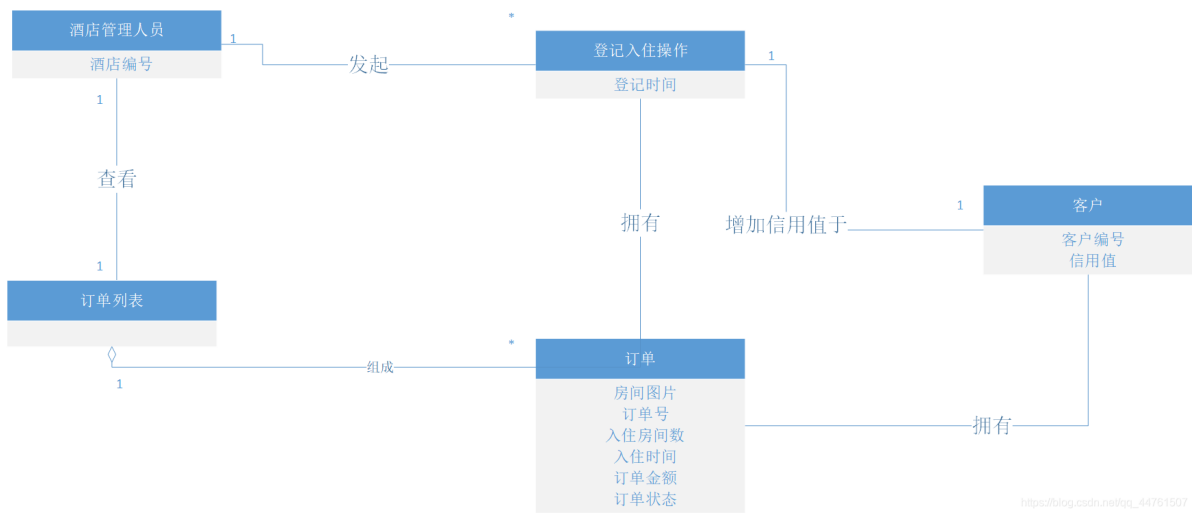 酒店管理人员
酒店编号
1
发起
*
登记入住操作
登记时间
1
1
查看
1
拥有
增加信用值于
1
客户
客户编号
信用值
订单列表
1
组成
*
订单
房间图片
订单号
入住房间数
入住时间
订单金额
订单状态
拥有
https://blog.csdn.net/qq_44761507